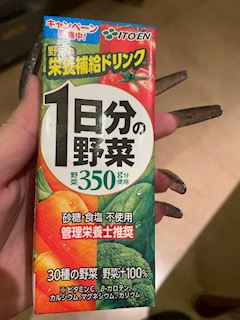 キャンペーン
実施中!
ITOEN
野菜の
栄養補給ドリンク
1日分の
野菜
野菜350g分使用
砂糖・食塩 不使用
管理栄養士推奨
30種の野菜 野菜汁100%
※ビタミンC、β-カロテン、
カルシウム、マグネシウム、カリウム